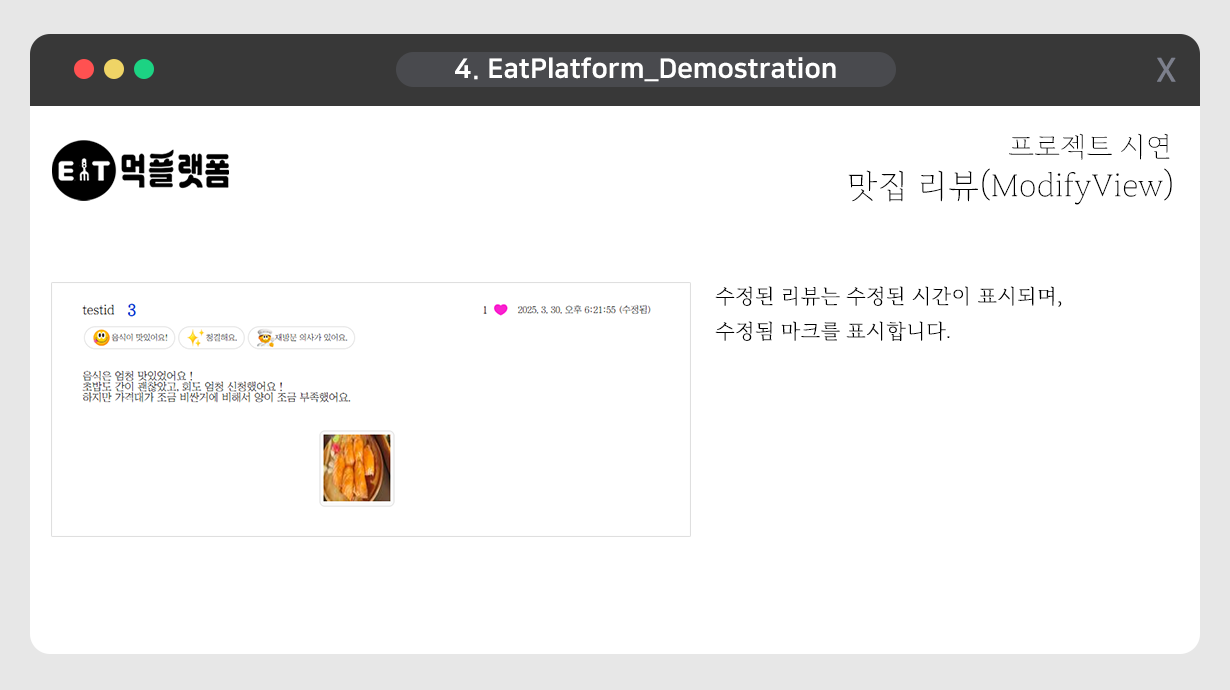 4. EatPlatform_Demostration
X
EAT 먹플랫폼
프로젝트 시연
맛집 리뷰(ModifyView)
testid 3
1 2025. 3. 30. 오후 6:21:55 (수정됨)
음식이 맛있어요! 청결해요. 재방문 의사가 있어요.
음식은 엄청 맛있었어요 !
초밥도 간이 괜찮았고, 회도 엄청 신청했어요 !
하지만 가격대가 조금 비싼기에 비해서 양이 조금 부족했어요.
수정된 리뷰는 수정된 시간이 표시되며,
수정됨 마크를 표시합니다.